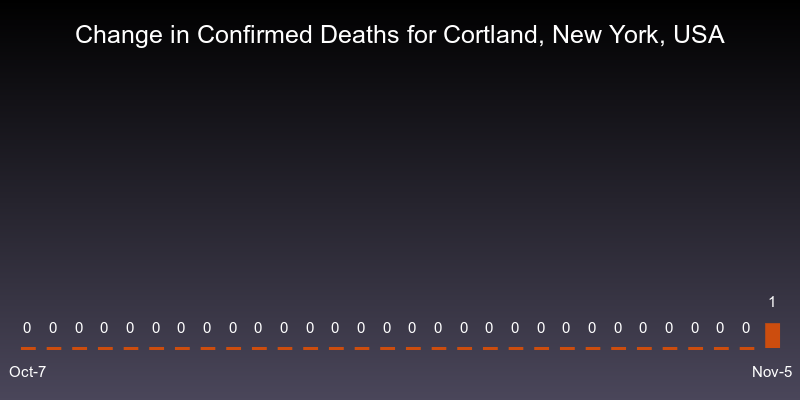 Change in Confirmed Deaths for Cortland, New York, USA
1
0 0 0 0 0 0 0 0 0 0 0 0 0 0 0 0 0 0 0 0 0 0 0 0 0 0 0 0 0
Oct-7 Nov-5